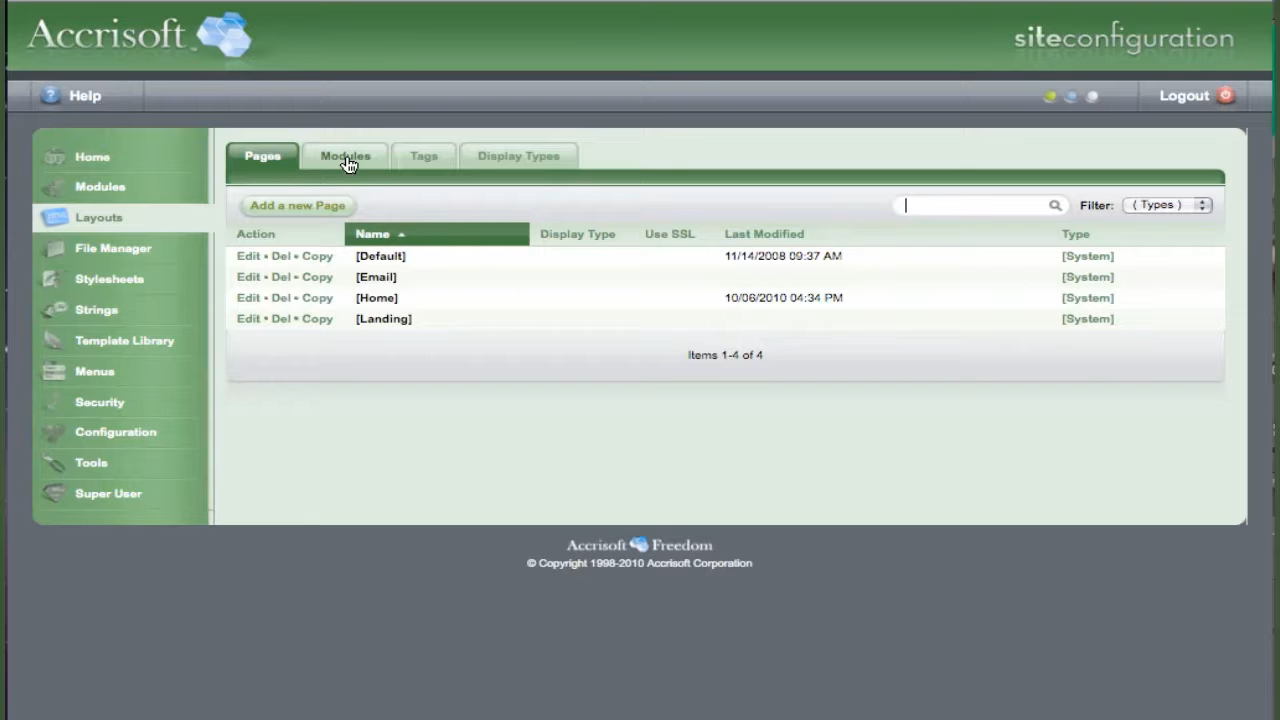 Accrisoft
siteconfiguration
Help
Logout
Home
Modules
Layouts
File Manager
Stylesheets
Strings
Template Library
Menus
Security
Configuration
Tools
Super User
Pages Modules Tags Display Types
Add a new Page
Filter: ( Types )
Action Name Display Type Use SSL Last Modified Type
Edit • Del • Copy [Default] 11/14/2008 09:37 AM [System]
Edit • Del • Copy [Email] [System]
Edit • Del • Copy [Home] 10/06/2010 04:34 PM [System]
Edit • Del • Copy [Landing] [System]
Items 1-4 of 4
Accrisoft Freedom
© Copyright 1998-2010 Accrisoft Corporation